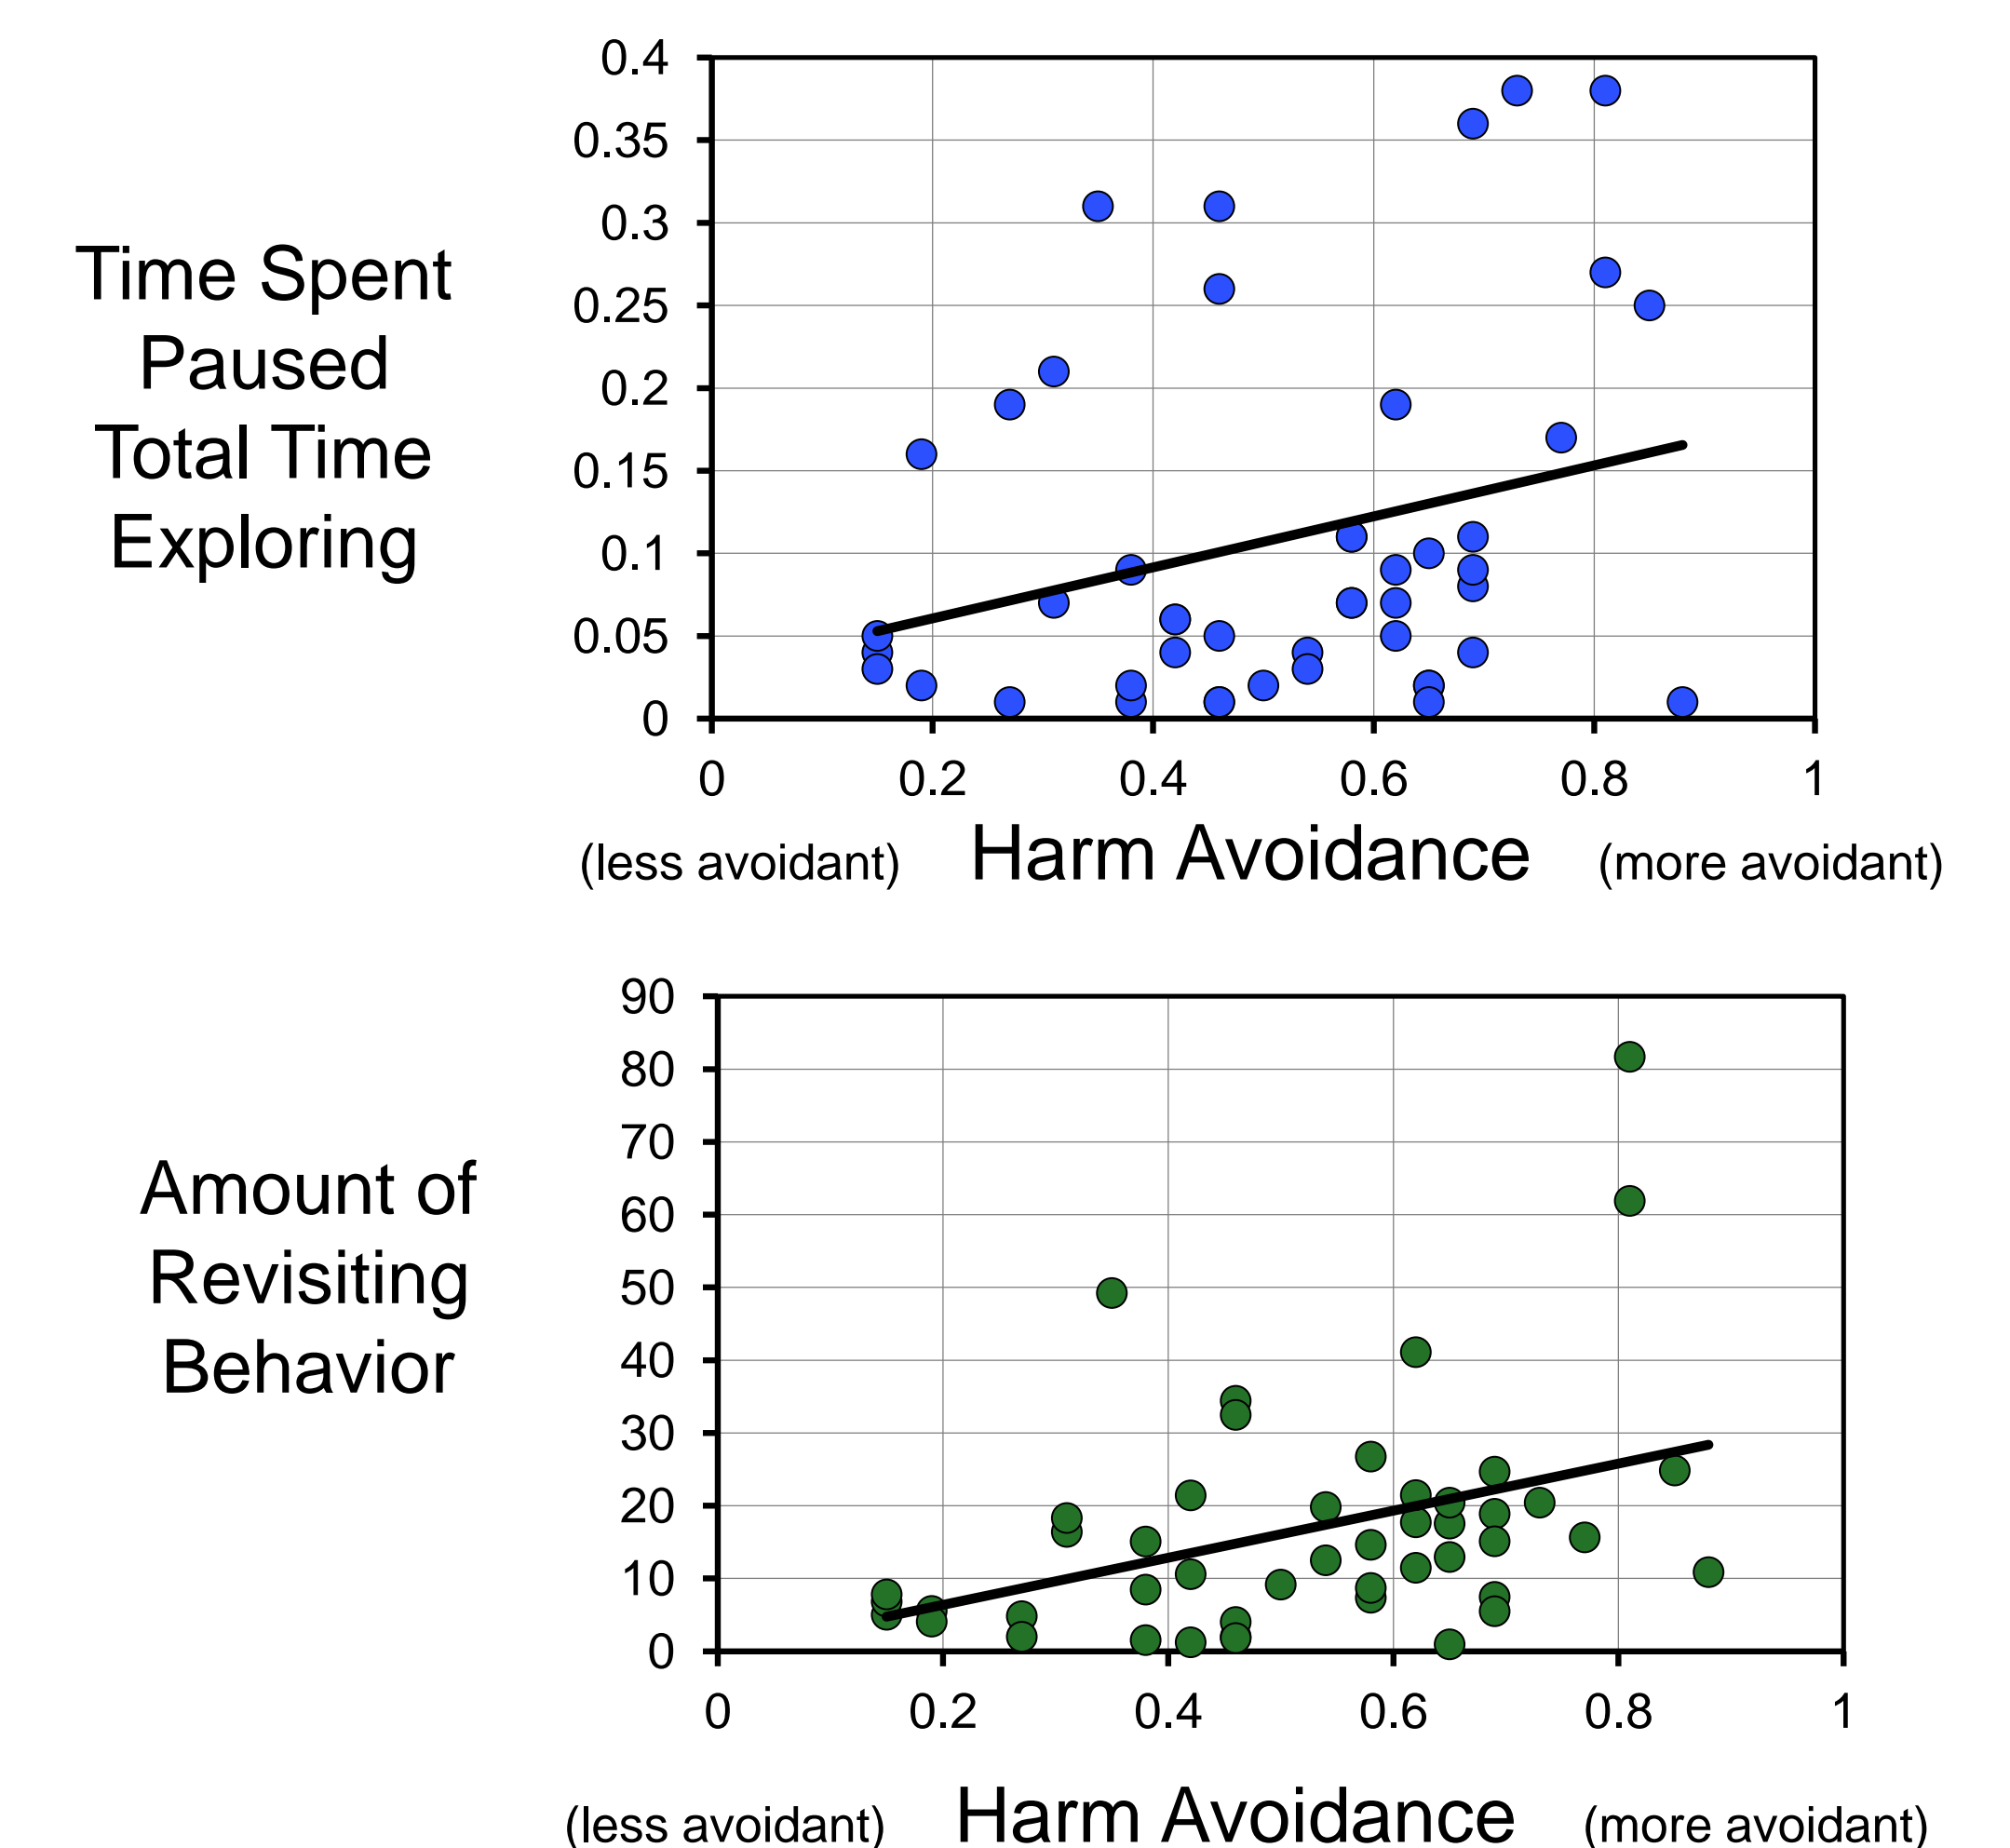 0.4
0.35
0.3
0.25
0.2
0.15
0.1
0.05
0
Time Spent
Paused
Total Time
Exploring
0 0.2 0.4 0.6 0.8 1
(less avoidant) Harm Avoidance (more avoidant)
90
80
70
60
50
40
30
20
10
0
Amount of
Revisiting
Behavior
0 0.2 0.4 0.6 0.8 1
(less avoidant) Harm Avoidance (more avoidant)